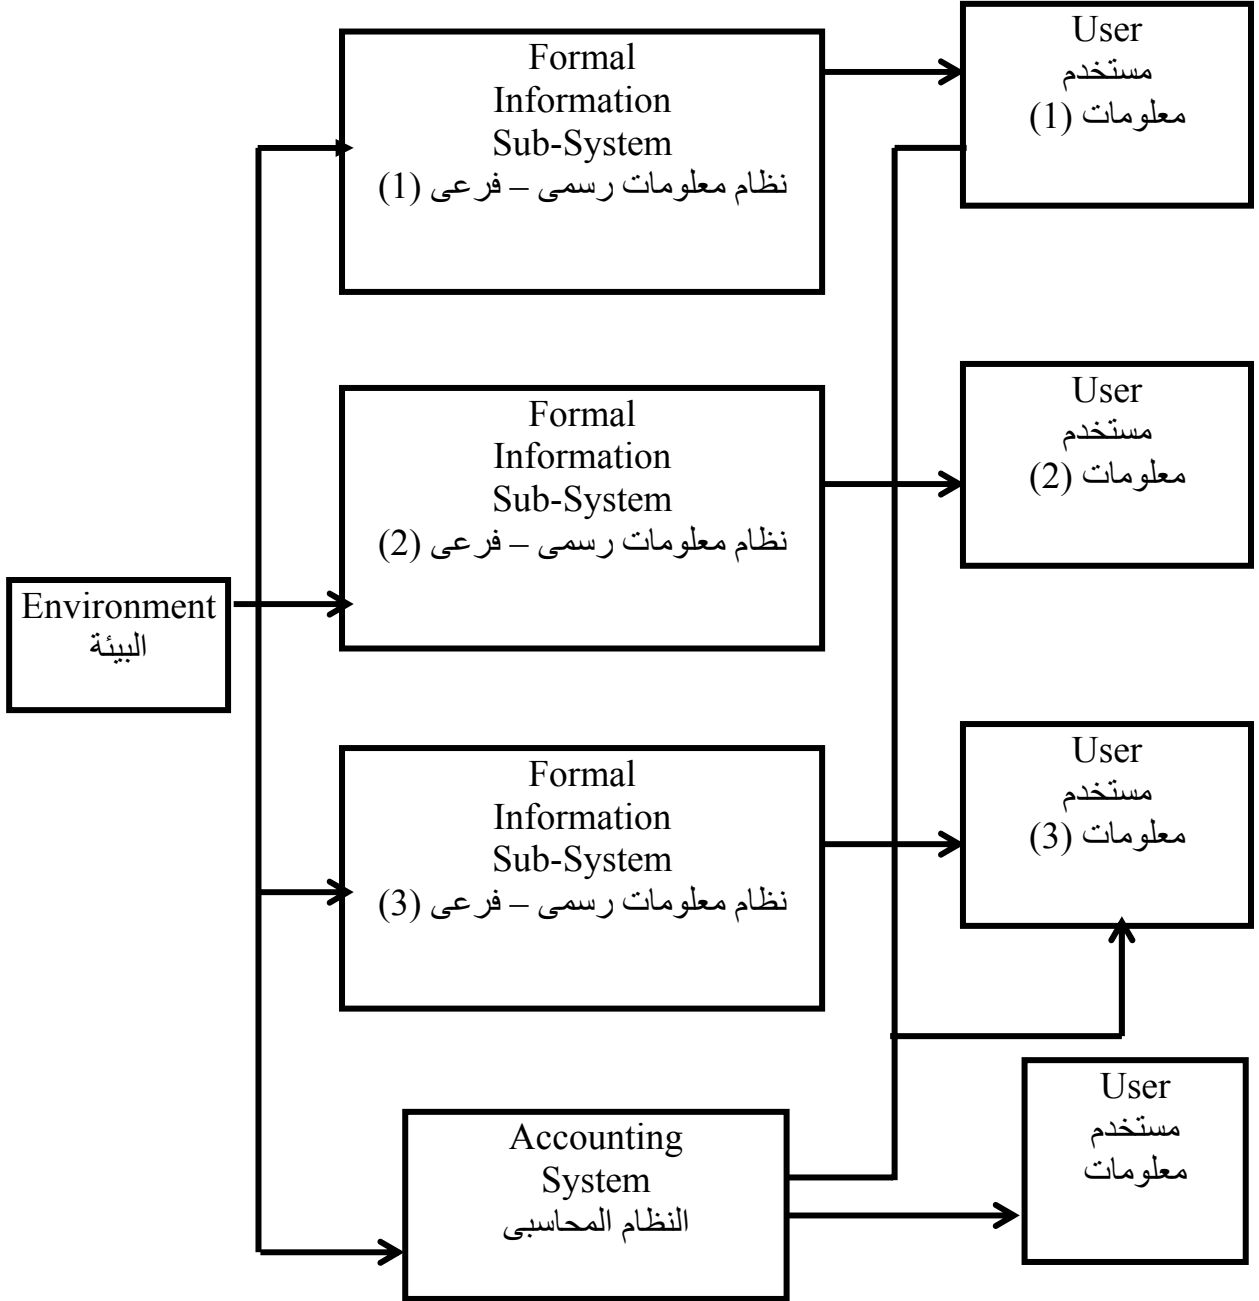 Formal
Information
Sub-System
نظام معلومات رسمى – فرعى (1)
User
مستخدم
معلومات (1)
Formal
Information
Sub-System
نظام معلومات رسمى – فرعى (2)
User
مستخدم
معلومات (2)
Environment
البيئة
Formal
Information
Sub-System
نظام معلومات رسمى – فرعى (3)
User
مستخدم
معلومات (3)
Accounting
System
النظام المحاسبى
User
مستخدم
معلومات